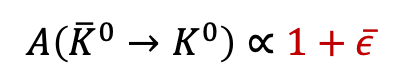 A(K̄⁰ → K⁰) ∝ 1 + ϵ̄